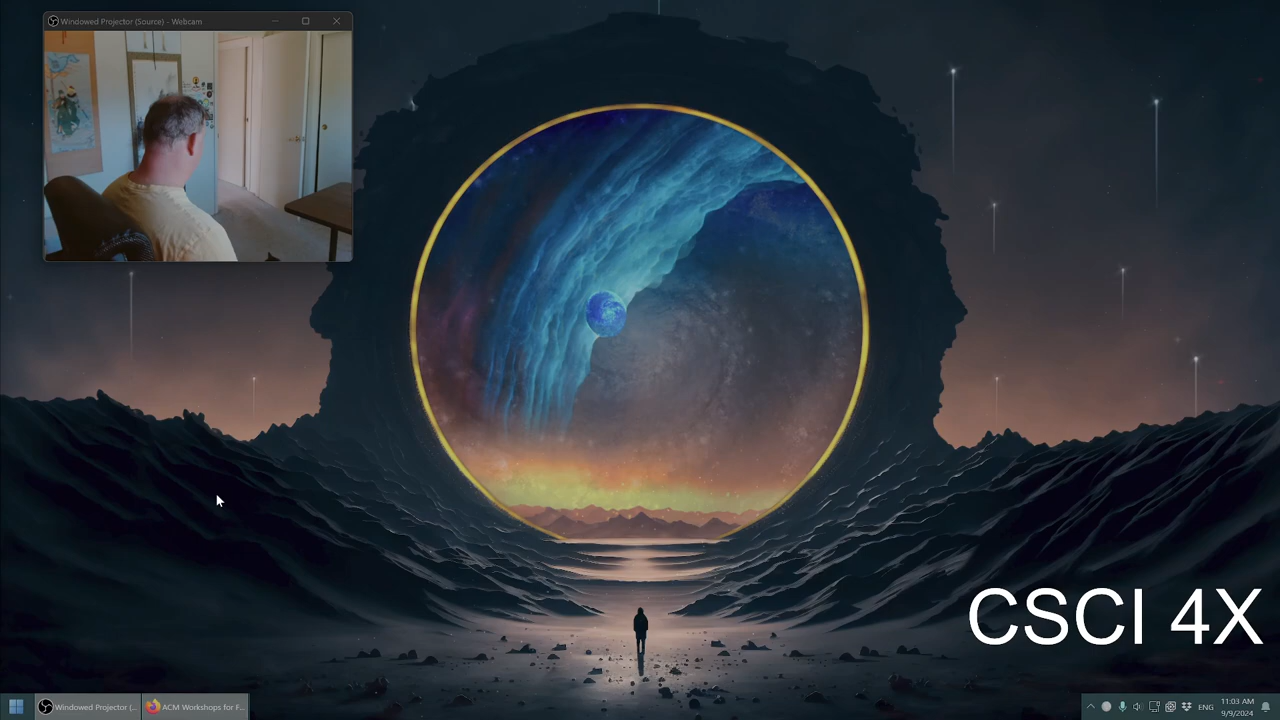 Windowed Projector (Source) - Webcam
CSCI 4X
Windowed Projector (...
ACM Workshops for F...
ENG
11:03 AM
9/9/2024